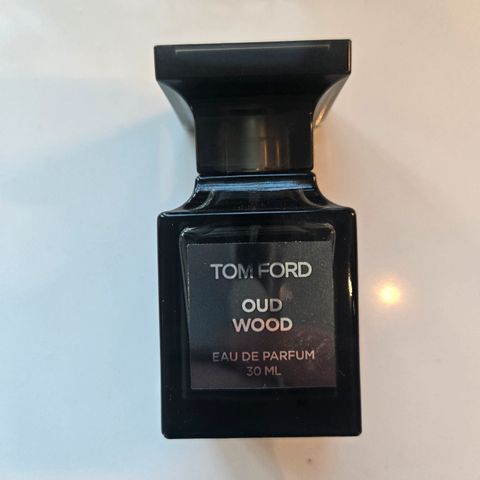 TOM FORD
OUD
WOOD
EAU DE PARFUM
30 ML